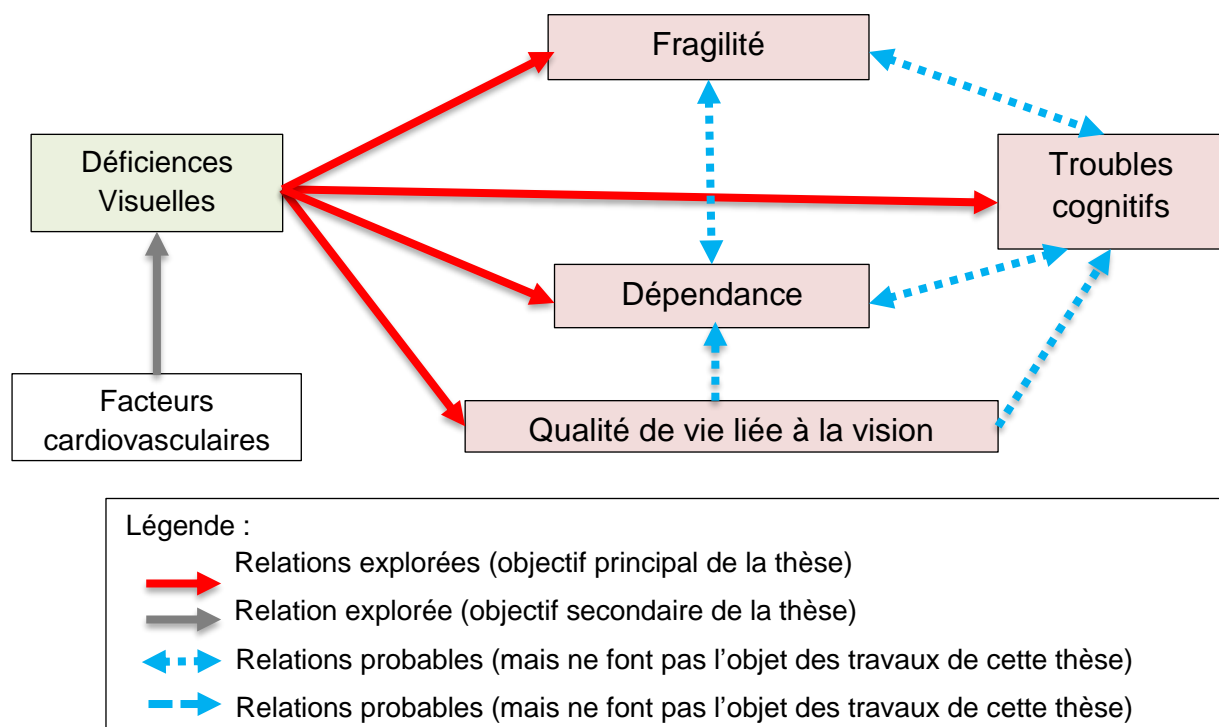 Fragilité
Déficiences
Visuelles
Troubles
cognitifs
Dépendance
Facteurs
cardiovasculaires
Qualité de vie liée à la vision
Légende :
Relations explorées (objectif principal de la thèse)
Relation explorée (objectif secondaire de la thèse)
Relations probables (mais ne font pas l’objet des travaux de cette thèse)
Relations probables (mais ne font pas l’objet des travaux de cette thèse)